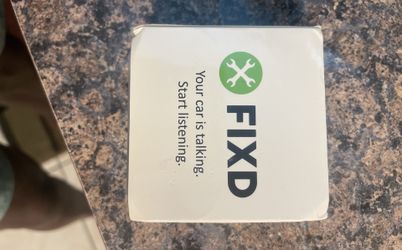 FIXD
Your car is talking.
Start listening.